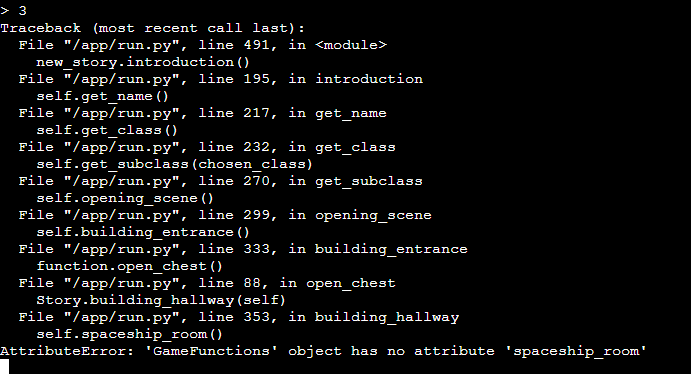 > 3
Traceback (most recent call last):
  File "/app/run.py", line 491, in <module>
    new_story.introduction()
  File "/app/run.py", line 195, in introduction
    self.get_name()
  File "/app/run.py", line 217, in get_name
    self.get_class()
  File "/app/run.py", line 232, in get_class
    self.get_subclass(chosen_class)
  File "/app/run.py", line 270, in get_subclass
    self.opening_scene()
  File "/app/run.py", line 299, in opening_scene
    self.building_entrance()
  File "/app/run.py", line 333, in building_entrance
    function.open_chest()
  File "/app/run.py", line 88, in open_chest
    Story.building_hallway(self)
  File "/app/run.py", line 353, in building_hallway
    self.spaceship_room()
AttributeError: 'GameFunctions' object has no attribute 'spaceship_room'